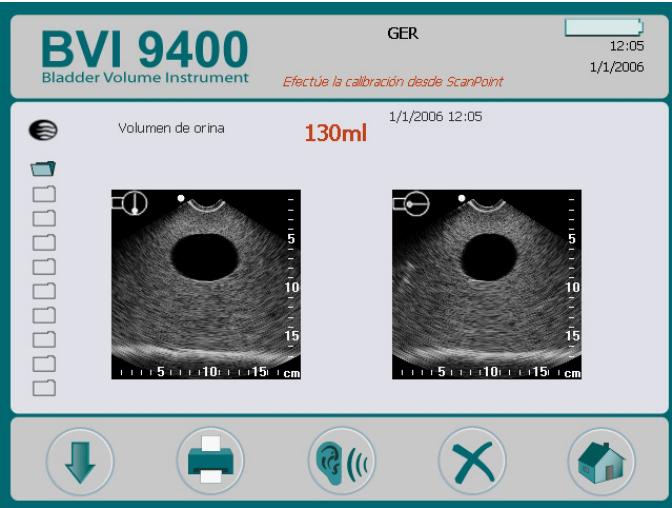 BVI 9400
Bladder Volume Instrument
GER
Efectúe la calibración desde ScanPoint
12:05
1/1/2006
Volumen de orina
130ml
1/1/2006 12:05
5
10
15
5 10 15 cm
5
10
15
5 10 15 cm